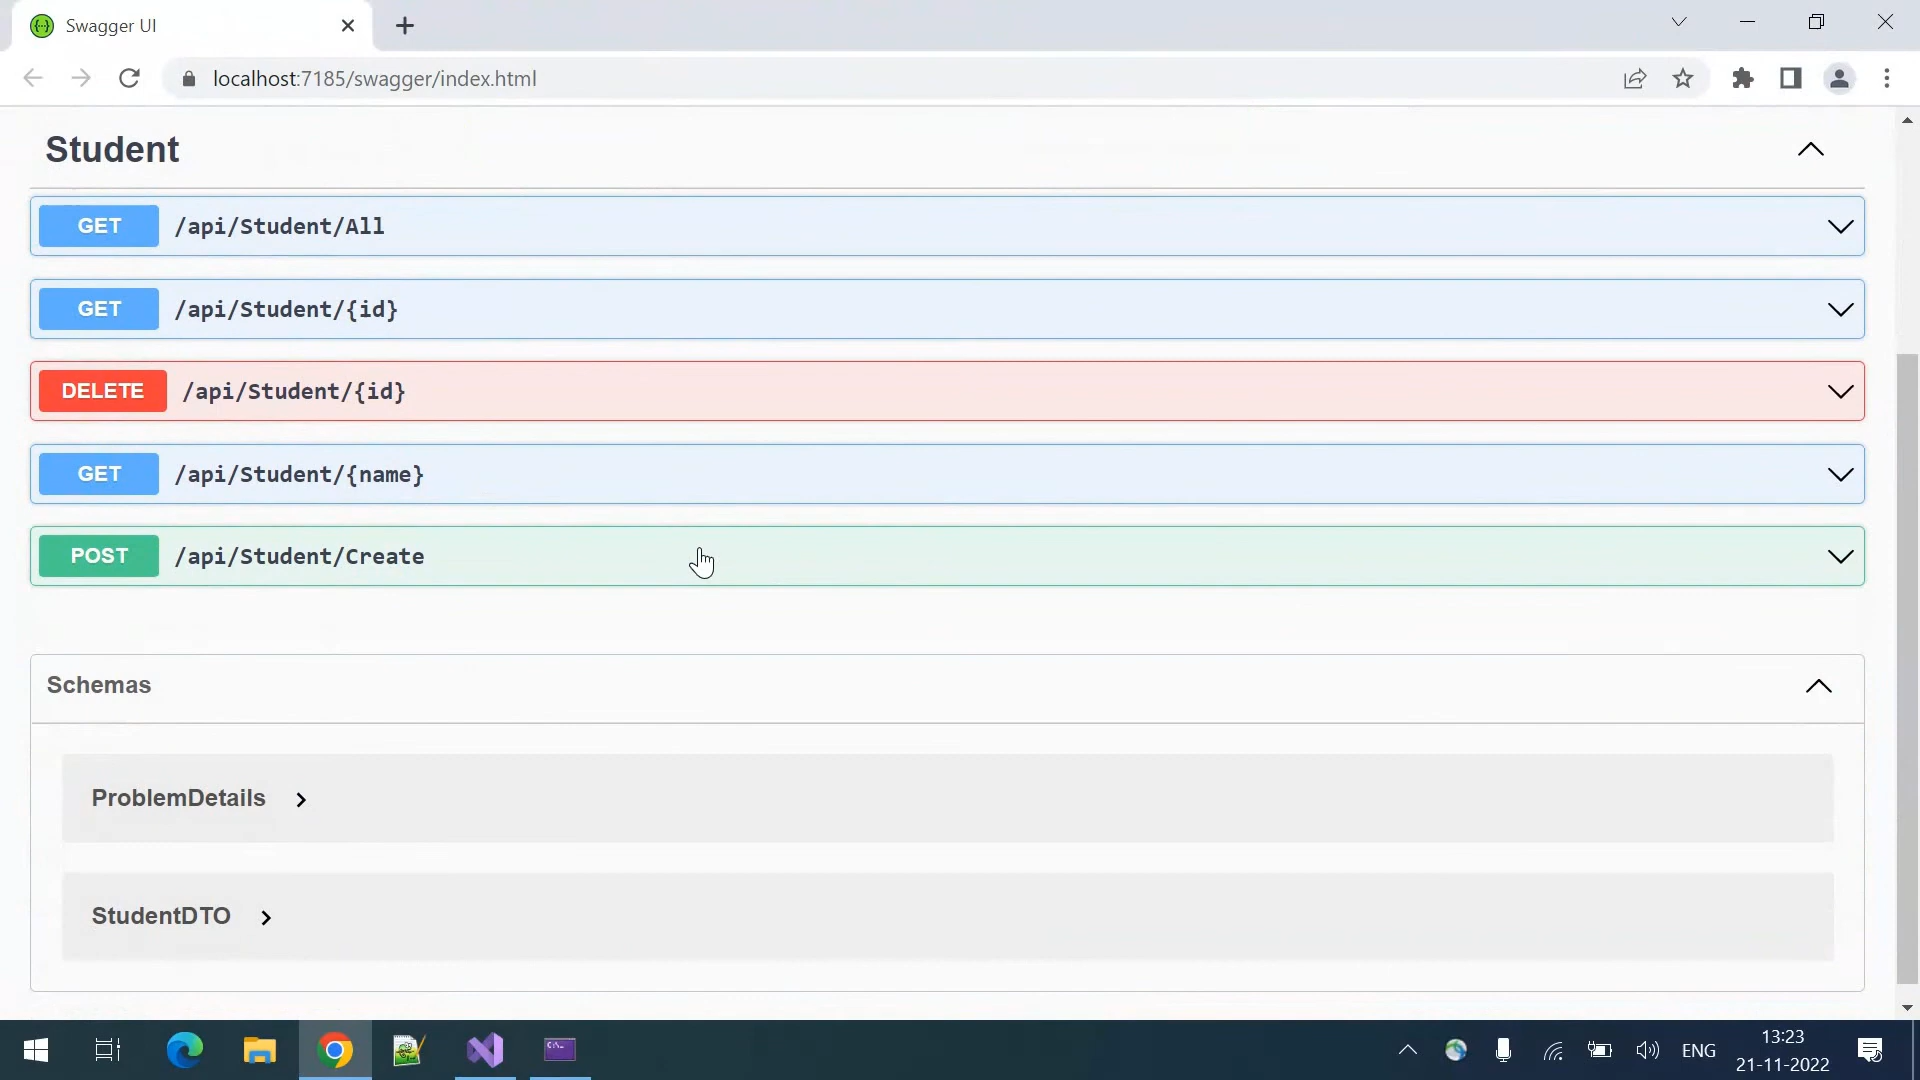 Swagger UI
localhost:7185/swagger/index.html
Student
GET /api/Student/All
GET /api/Student/{id}
DELETE /api/Student/{id}
GET /api/Student/{name}
POST /api/Student/Create
Schemas
ProblemDetails
StudentDTO
ENG
13:23
21-11-2022